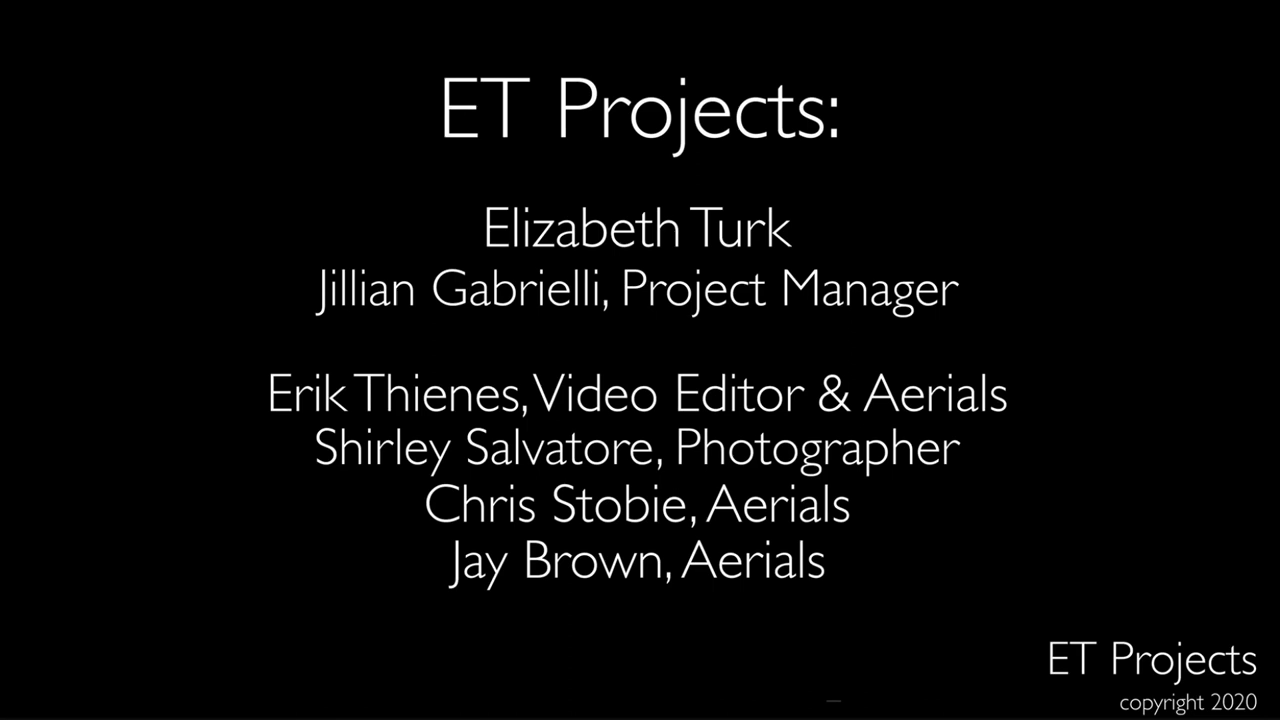 ET Projects:
Elizabeth Turk
Jillian Gabrielli, Project Manager
Erik Thienes, Video Editor & Aerials
Shirley Salvatore, Photographer
Chris Stobie, Aerials
Jay Brown, Aerials
ET Projects
copyright 2020